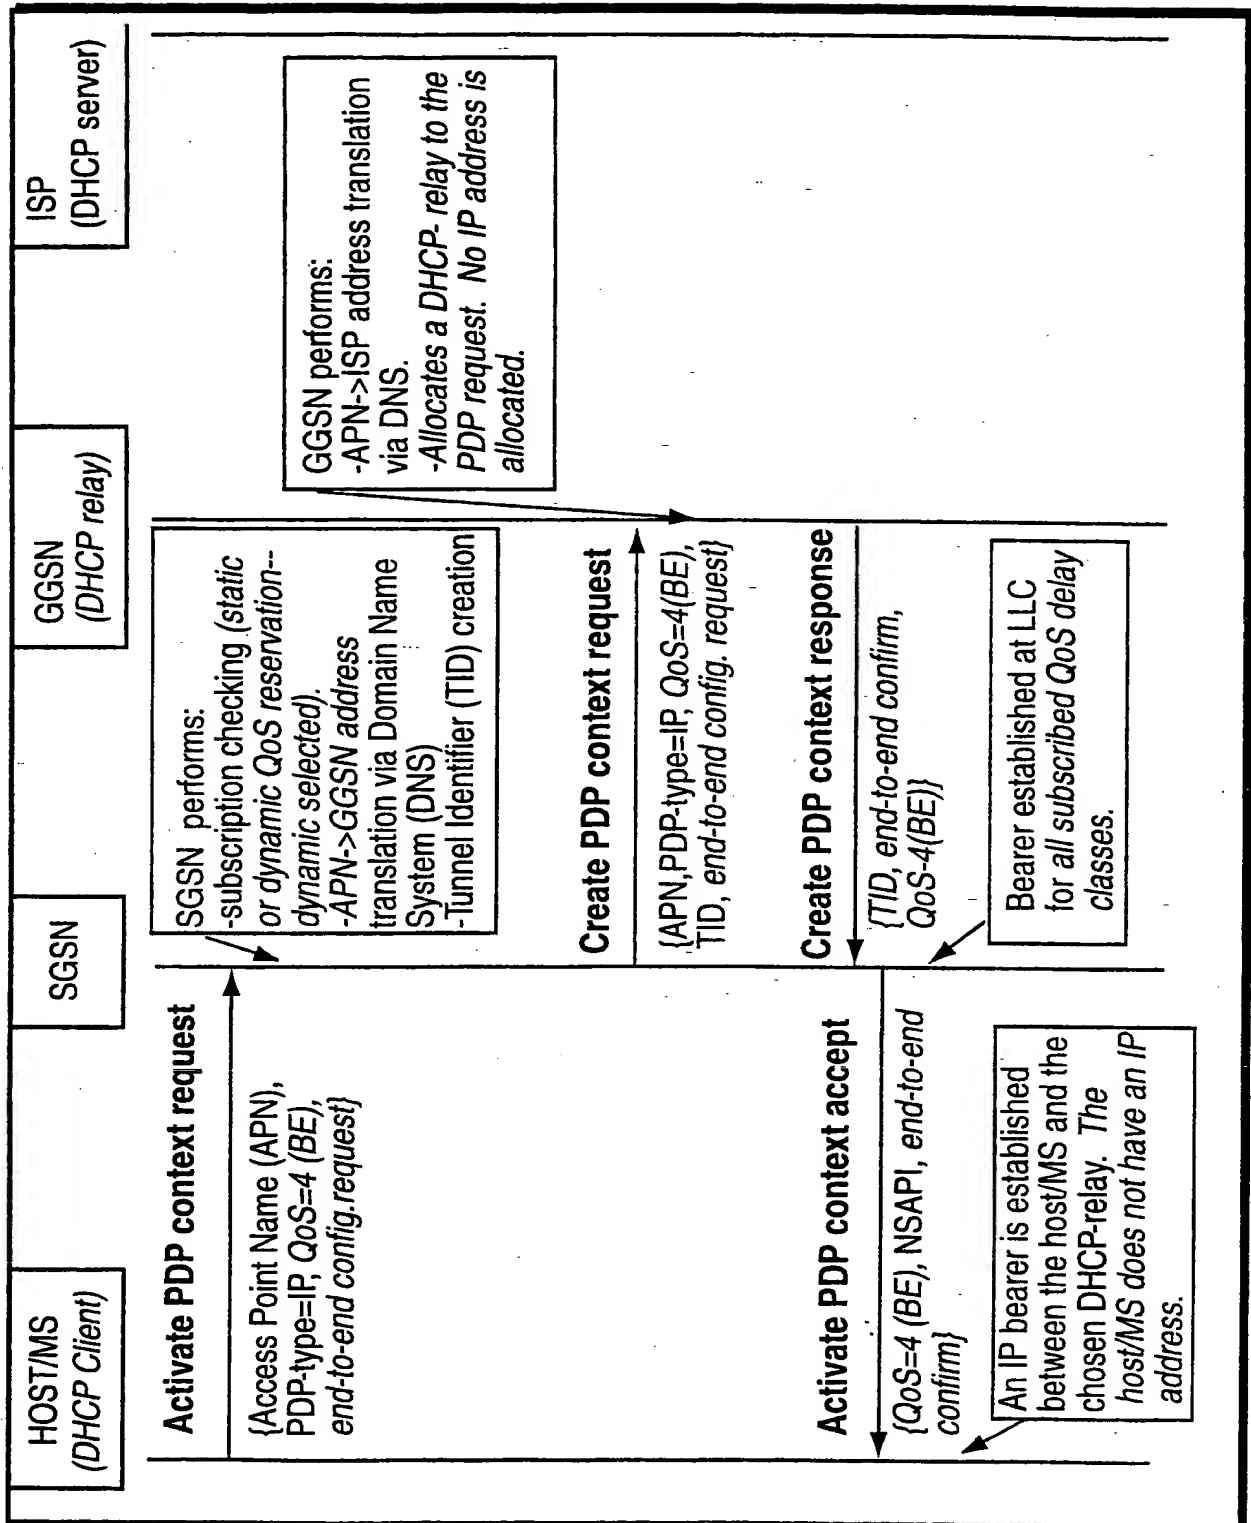 HOST/MS
(DHCP Client)
SGSN
GGSN
(DHCP relay)
ISP
(DHCP server)
Activate PDP context request
{Access Point Name (APN),
PDP-type=IP, QoS=4 (BE),
end-to-end config.request}
SGSN performs:
-subscription checking (static
or dynamic QoS reservation--
dynamic selected).
-APN->GGSN address
translation via Domain Name
System (DNS)
-Tunnel Identifier (TID) creation
Create PDP context request
{APN,PDP-type=IP, QoS=4(BE),
TID, end-to-end config. request}
GGSN performs:
-APN->ISP address translation
via DNS.
-Allocates a DHCP- relay to the
PDP request. No IP address is
allocated.
Create PDP context response
{TID, end-to-end confirm,
QoS-4(BE)}
Bearer established at LLC
for all subscribed QoS delay
classes.
Activate PDP context accept
{QoS=4 (BE), NSAPI, end-to-end
confirm}
An IP bearer is established
between the host/MS and the
chosen DHCP-relay. The
host/MS does not have an IP
address.